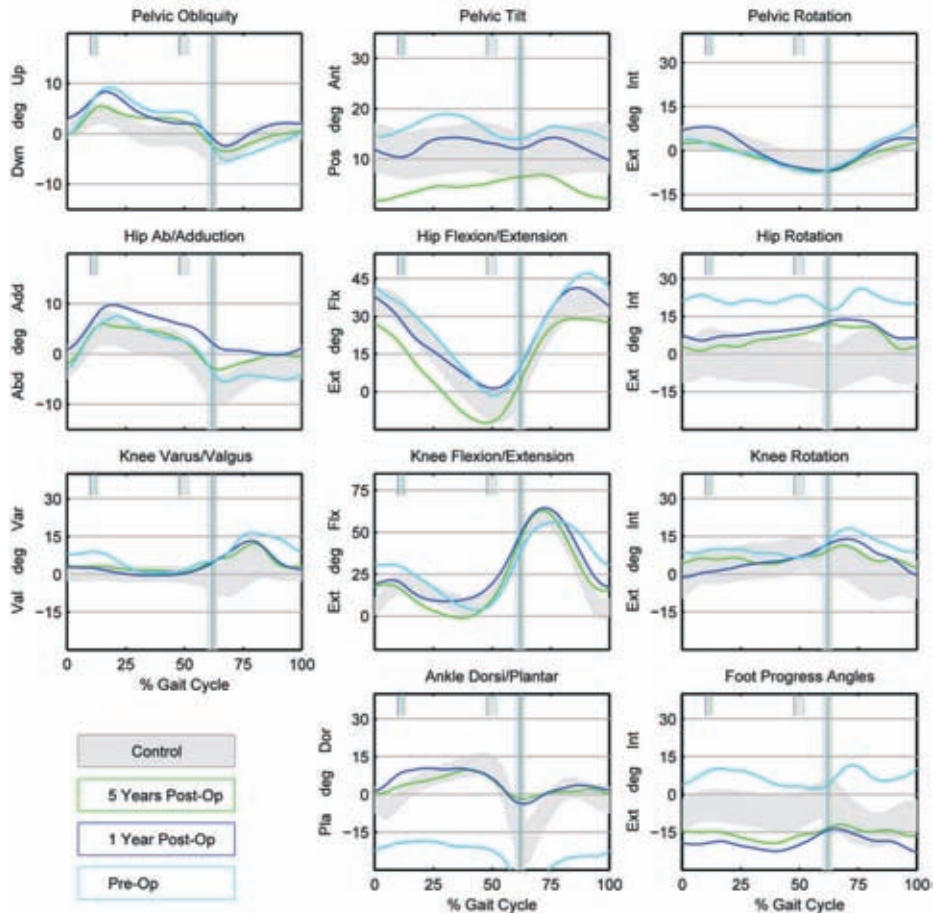 Pelvic Obliquity
Pelvic Tilt
Pelvic Rotation
Dwn deg Up
10
0
−10
Pos deg Ant
30
20
10
Ext deg Int
30
15
0
−15
Hip Ab/Adduction
Hip Flexion/Extension
Hip Rotation
Abd deg Add
10
0
−10
Ext deg Flx
45
30
15
0
Ext deg Int
30
15
0
−15
Knee Varus/Valgus
Knee Flexion/Extension
Knee Rotation
Val deg Var
30
15
0
−15
0 25 50 75 100
% Gait Cycle
Ext deg Flx
75
50
25
0
Ext deg Int
30
15
0
−15
Ankle Dorsi/Plantar
Foot Progress Angles
Pla deg Dor
30
15
0
−15
0 25 50 75 100
% Gait Cycle
Ext deg Int
30
15
0
−15
0 25 50 75 100
% Gait Cycle
Control
5 Years Post-Op
1 Year Post-Op
Pre-Op